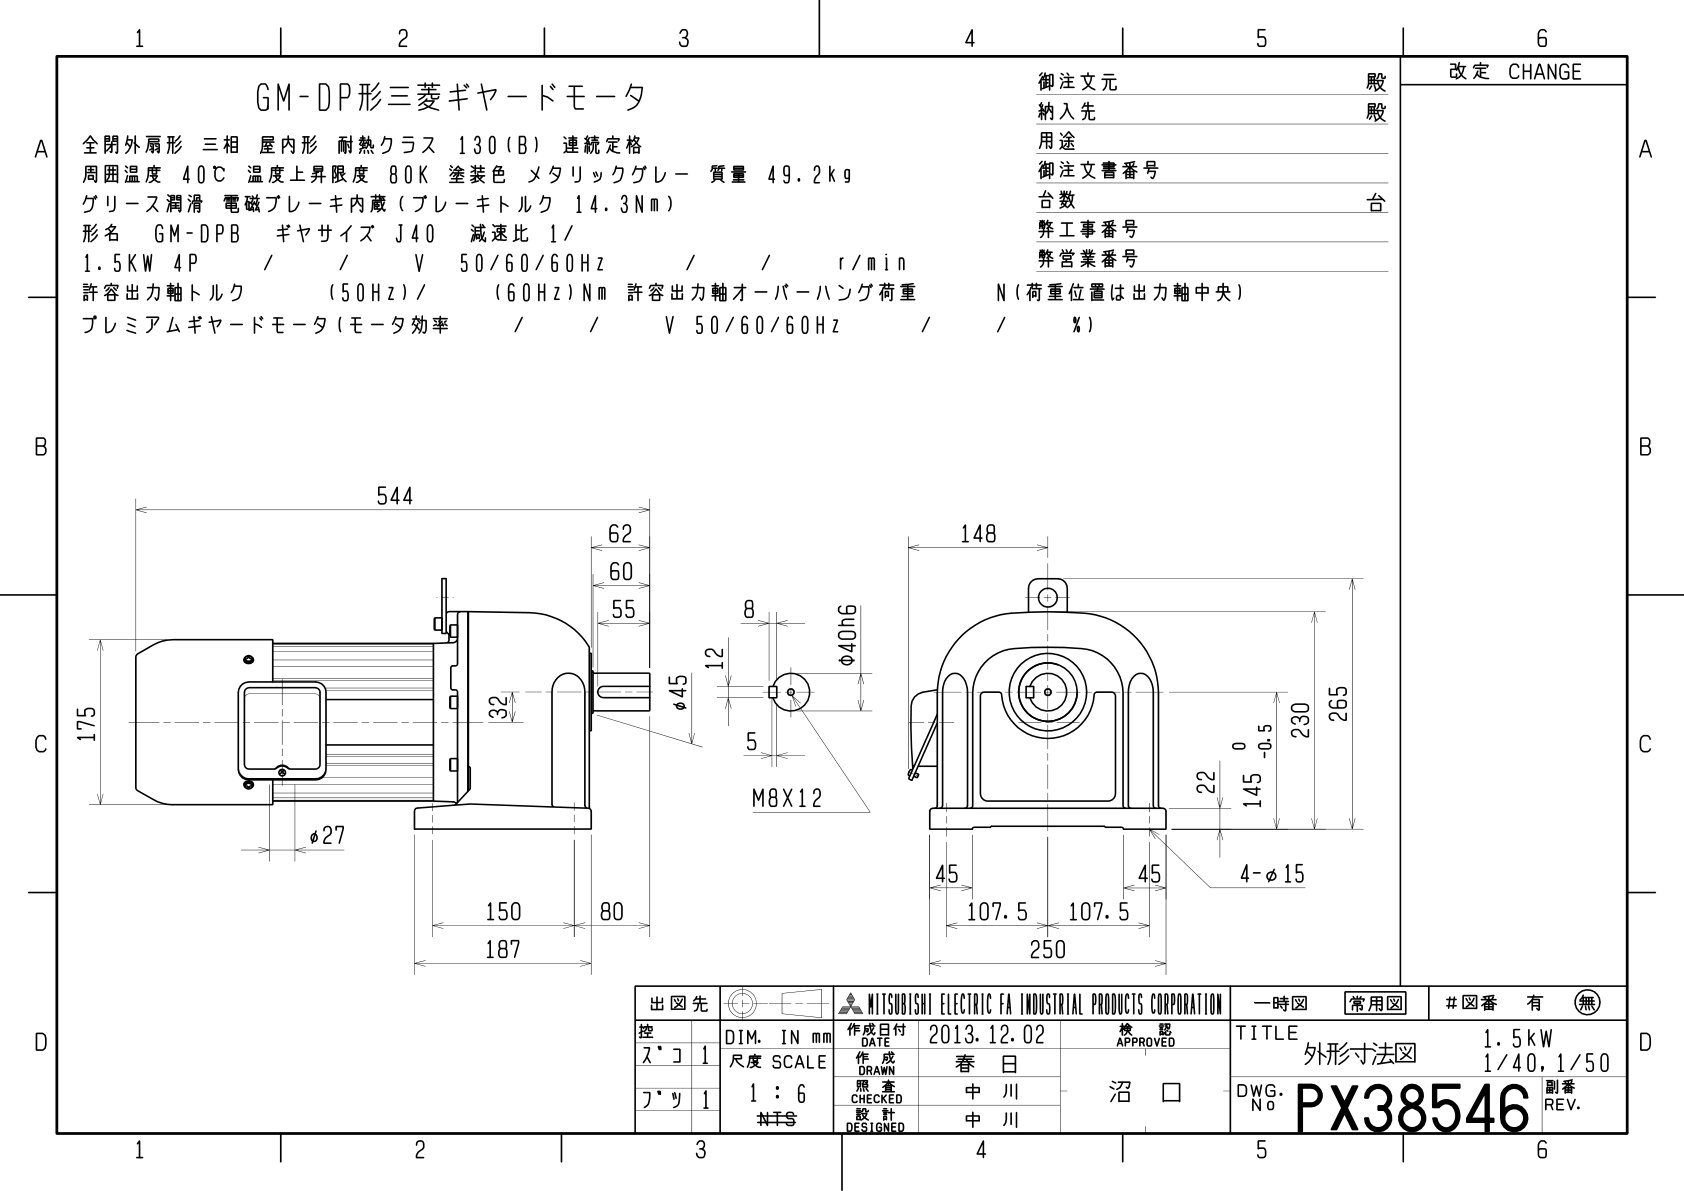 1 2 3 4 5 6
改定 CHANGE
GM-DP形三菱ギヤードモータ
全閉外扇形 三相 屋内形 耐熱クラス 130(B) 連続定格
周囲温度 40℃ 温度上昇限度 80K 塗装色 メタリックグレー 質量 49.2kg
グリース潤滑 電磁ブレーキ内蔵(ブレーキトルク 14.3Nm)
形名 GM-DPB ギヤサイズ J40 減速比 1/
1.5KW 4P / / V 50/60/60Hz / / r/min
許容出力軸トルク (50Hz)/ (60Hz)Nm 許容出力軸オーバーハング荷重 N(荷重位置は出力軸中央)
プレミアムギヤードモータ(モータ効率 / / V 50/60/60Hz / / %)
御注文元 殿
納入先 殿
用途
御注文書番号
台数 台
弊工事番号
弊営業番号
A A
B B
C C
D D
544
62
60
55
175
32
φ45
φ27
150 80
187
8
12
5
φ40h6
M8X12
148
265
230
145 0 -0.5
22
45 45
4-φ15
107.5 107.5
250
出図先
控
ズコ 1
ブツ 1
DIM. IN mm
尺度 SCALE
1 : 6
NTS
MITSUBISHI ELECTRIC FA INDUSTRIAL PRODUCTS CORPORATION
作成日付 DATE 2013.12.02
作成 DRAWN 春日
照査 CHECKED 中川
設計 DESIGNED 中川
検認 APPROVED
沼口
一時図 常用図 #図番 有 無
TITLE 外形寸法図 1.5kW
1/40,1/50
DWG. No PX38546 副番 REV.
1 2 3 4 5 6